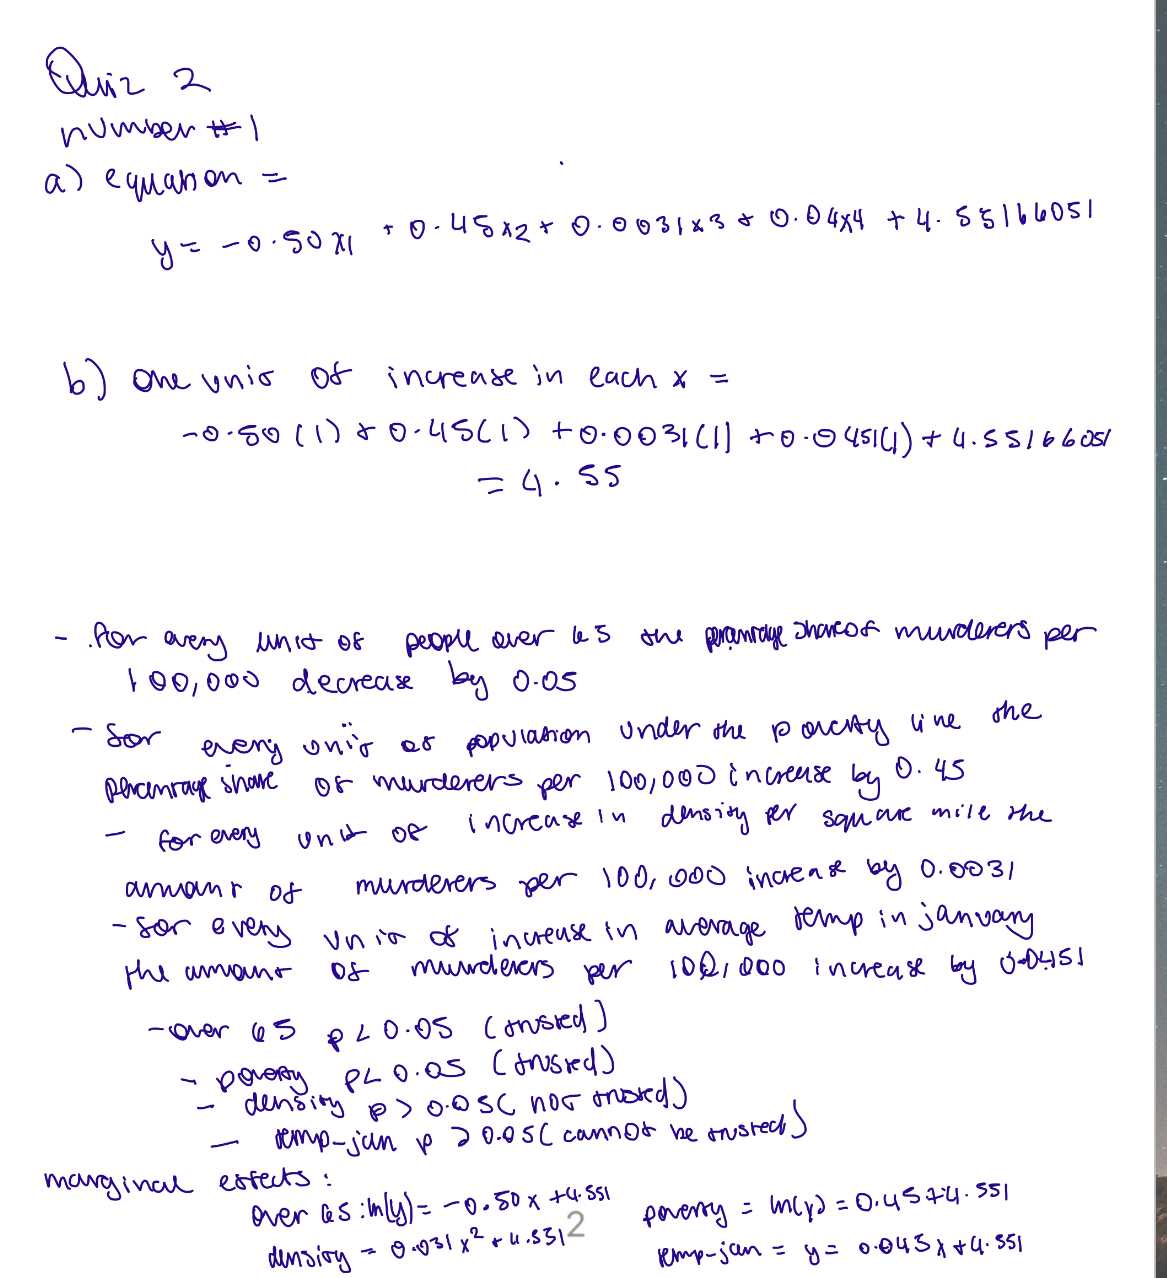 Quiz 2
number #1
a) equation =
y = -0.50x1 + 0.45x2 + 0.0031x3 + 0.04x4 + 4.55166051
b) one unit of increase in each x =
-0.50(1) + 0.45(1) + 0.0031(1) + 0.0451(1) + 4.55166051
= 4.55
- for every unit of people over 65 the percentage share of murderers per
100,000 decrease by 0.05
- for every unit of population under the poverty line the
percentage share of murderers per 100,000 increase by 0.45
- for every unit of increase in density per square mile the
amount of murderers per 100,000 increase by 0.0031
- for every unit of increase in average temp in january
the amount of murderers per 100,000 increase by 0.0451
- over 65 p < 0.05 (trusted)
- poverty p < 0.05 (trusted)
- density p > 0.05 ( not trusted)
- temp-jan p > 0.05 ( cannot be trusted)
marginal effects :
over 65 : ln(y) = -0.50x + 4.551 poverty = ln(y) = 0.45 + 4.551
density = 0.031x² + 4.551 temp-jan = y = 0.045x + 4.551
2